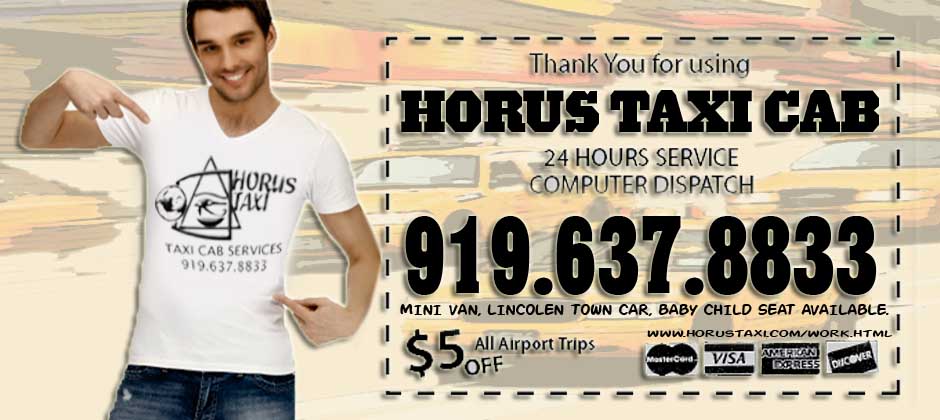 Thank You for using
HORUS TAXI CAB
24 HOURS SERVICE
COMPUTER DISPATCH
919.637.8833
MINI VAN, LINCOLEN TOWN CAR, BABY CHILD SEAT AVAILABLE.
WWW.HORUSTAXI.COM/WORK.HTML
$5 All Airport Trips
OFF
MasterCard VISA AMERICAN EXPRESS DISCOVER
HORUS
TAXI
TAXI CAB SERVICES
919.637.8833